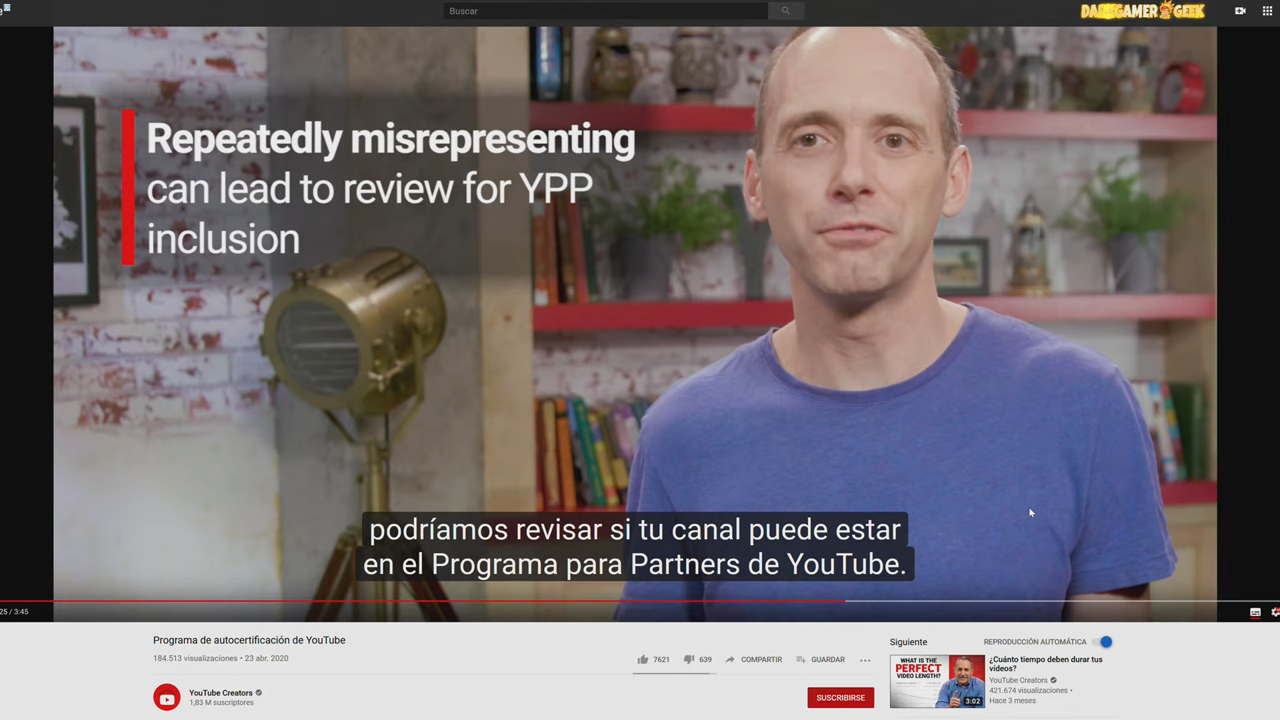 Buscar
DARKGAMER GEEK
Repeatedly misrepresenting
can lead to review for YPP
inclusion
podríamos revisar si tu canal puede estar
en el Programa para Partners de YouTube.
25 / 3:45
Programa de autocertificación de YouTube
184.513 visualizaciones • 23 abr. 2020
7621
639
COMPARTIR
GUARDAR
YouTube Creators
1,83 M suscriptores
SUSCRIBIRSE
Siguiente
REPRODUCCIÓN AUTOMÁTICA
WHAT IS THE
PERFECT
VIDEO LENGTH?
3:02
¿Cuánto tiempo deben durar tus
vídeos?
YouTube Creators
421.674 visualizaciones •
Hace 3 meses